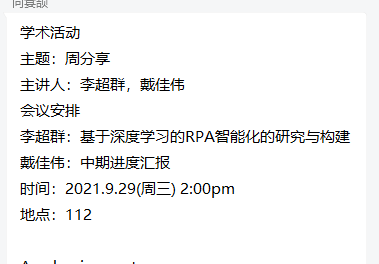 学术活动
主题：周分享
主讲人：李超群，戴佳伟
会议安排
李超群：基于深度学习的RPA智能化的研究与构建
戴佳伟：中期进度汇报
时间：2021.9.29(周三) 2:00pm
地点：112